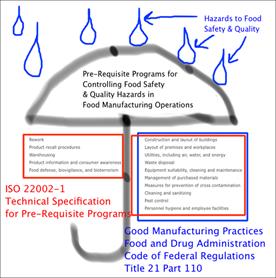 Hazards to Food
Safety & Quality
Pre-Requisite Programs for
Controlling Food Safety
& Quality Hazards in
Food Manufacturing Operations
Rework
Product recall procedures
Warehousing
Product information and consumer awareness
Food defense, biovigilance, and bioterrorism
Construction and layout of buildings
Layout of premises and workplaces
Utilities, including air, water, and energy
Waste disposal
Equipment suitability, cleaning and maintenance
Management of purchased materials
Measures for prevention of cross contamination
Cleaning and sanitizing
Pest control
Personnel hygiene and employee facilities
ISO 22002-1
Technical Specification
for Pre-Requisite Programs
Good Manufacturing Practices
Food and Drug Administration
Code of Federal Regulations
Title 21 Part 110